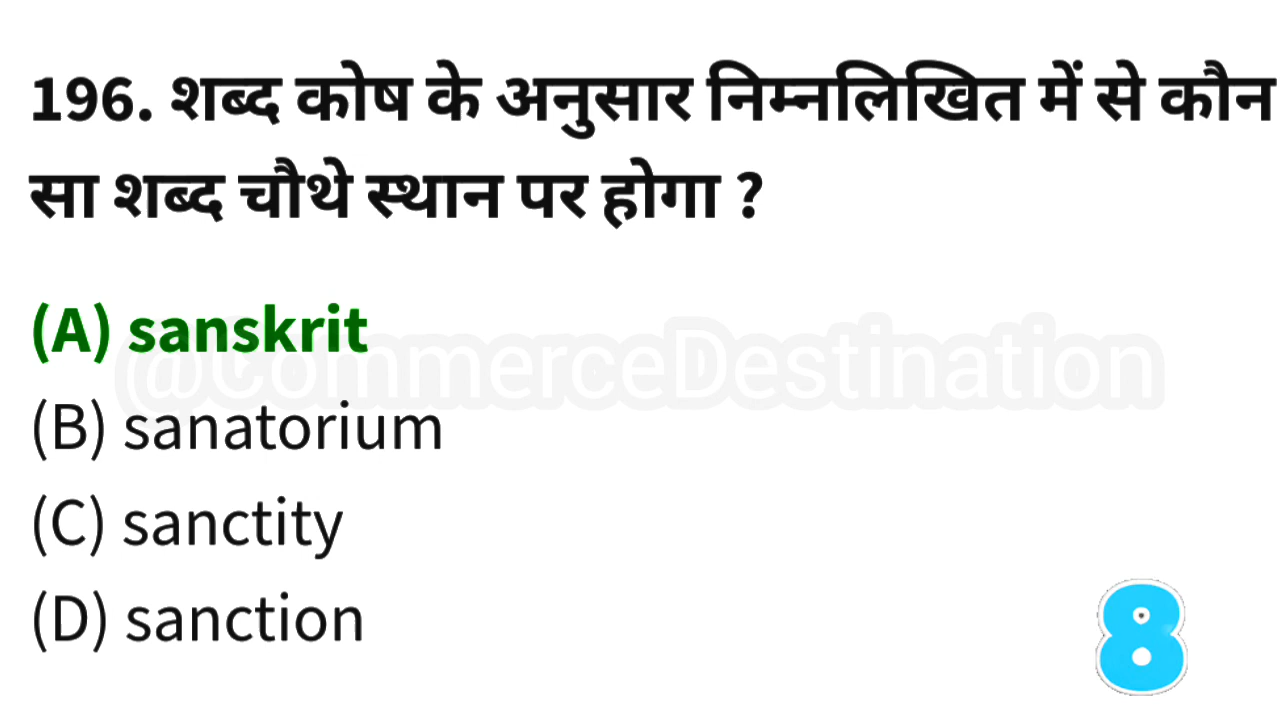 196. शब्द कोष के अनुसार निम्नलिखित में से कौन
सा शब्द चौथे स्थान पर होगा ?
(A) sanskrit
@CommerceDestination
(B) sanatorium
(C) sanctity
(D) sanction
8